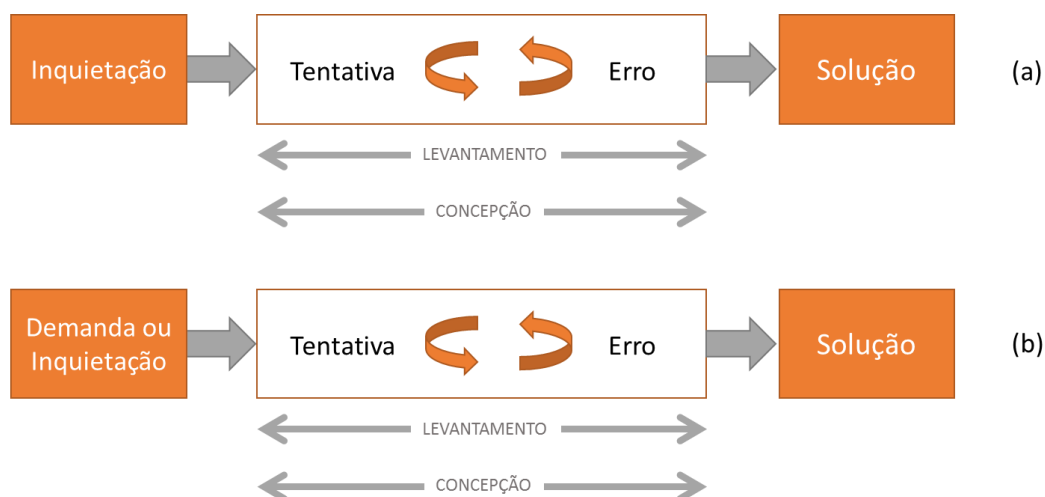 Inquietação
Tentativa
Erro
Solução
(a)
LEVANTAMENTO
CONCEPÇÃO
Demanda ou
Inquietação
Tentativa
Erro
Solução
(b)
LEVANTAMENTO
CONCEPÇÃO